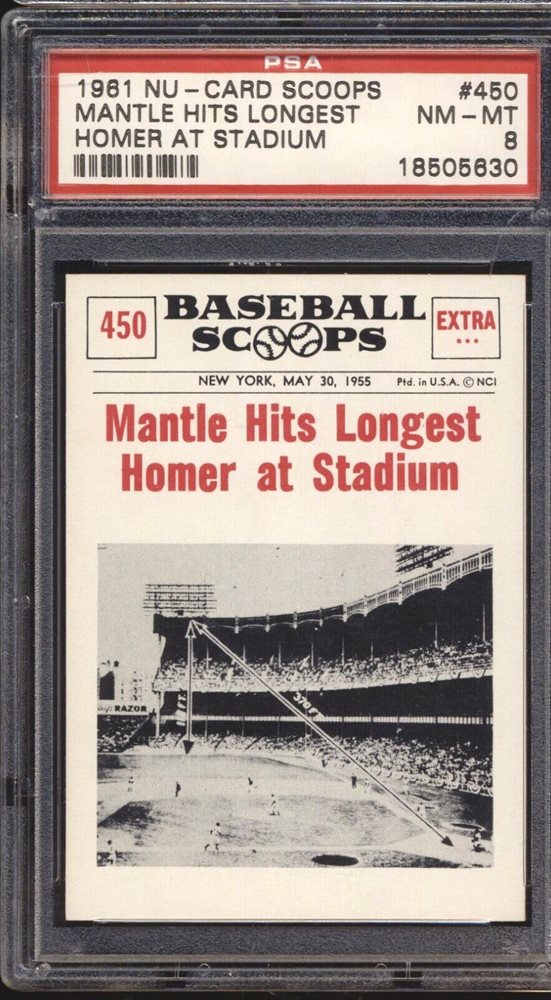 PSA
1961 NU-CARD SCOOPS #450
MANTLE HITS LONGEST NM-MT
HOMER AT STADIUM 8
18505630
450
BASEBALL
SCOOPS
EXTRA
***
NEW YORK, MAY 30, 1955 Ptd. in U.S.A. © NCI
Mantle Hits Longest
Homer at Stadium
RAZOR